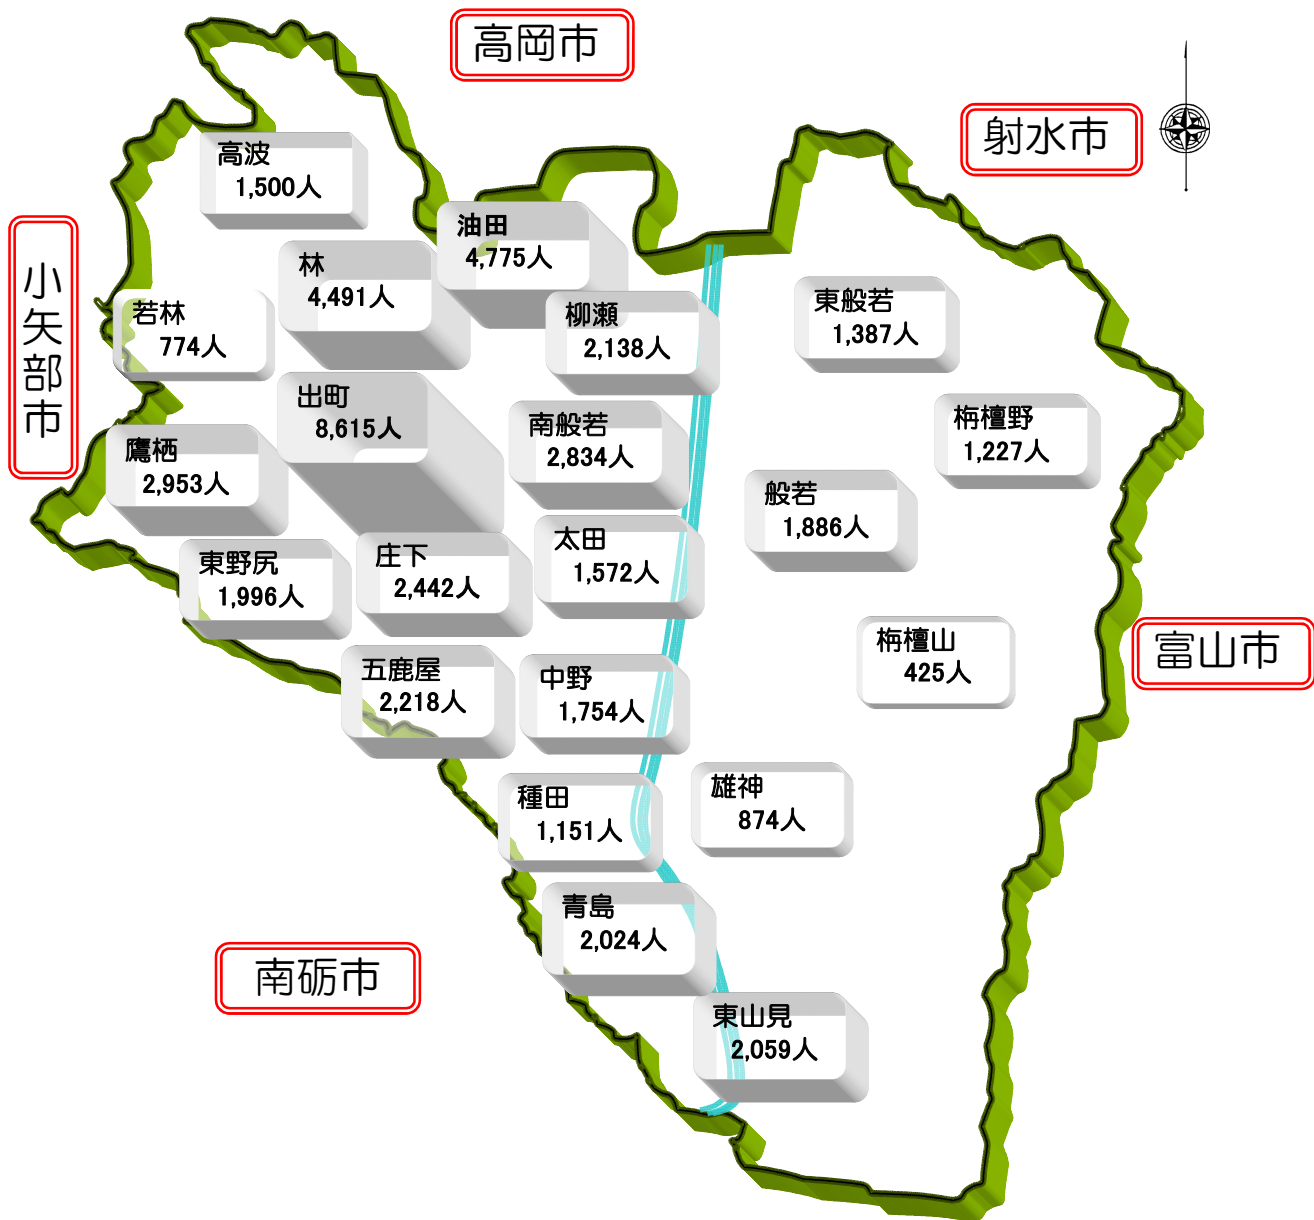 高岡市
射水市
小矢部市
高波
1,500人
油田
4,775人
林
4,491人
若林
774人
柳瀬
2,138人
東般若
1,387人
出町
8,615人
南般若
2,834人
栴檀野
1,227人
鷹栖
2,953人
般若
1,886人
太田
1,572人
東野尻
1,996人
庄下
2,442人
栴檀山
425人
富山市
五鹿屋
2,218人
中野
1,754人
種田
1,151人
雄神
874人
青島
2,024人
南砺市
東山見
2,059人